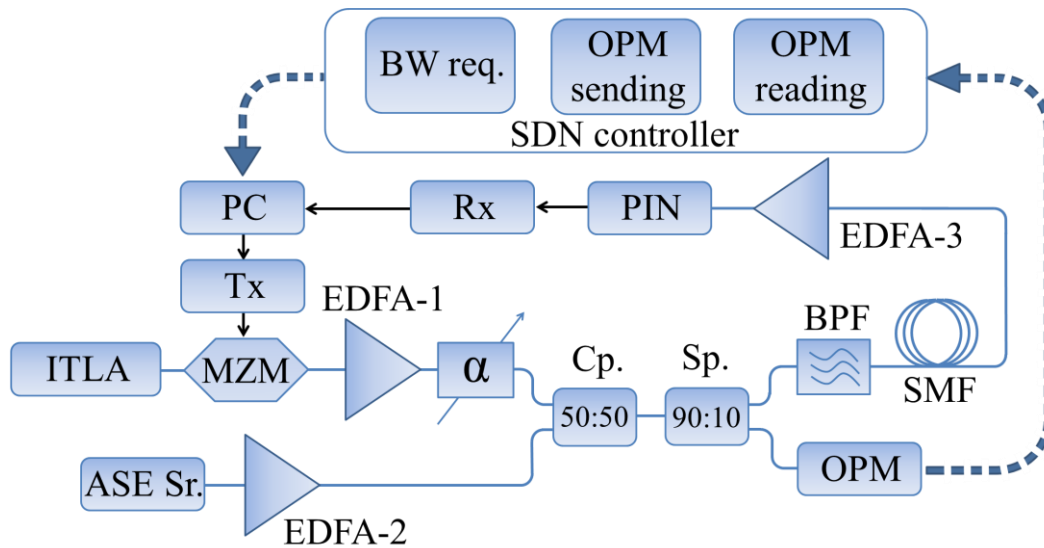 BW req.
OPM
sending
OPM
reading
SDN controller
PC
Rx
PIN
EDFA-3
Tx
EDFA-1
BPF
ITLA
MZM
α
Cp.
Sp.
SMF
50:50
90:10
ASE Sr.
OPM
EDFA-2